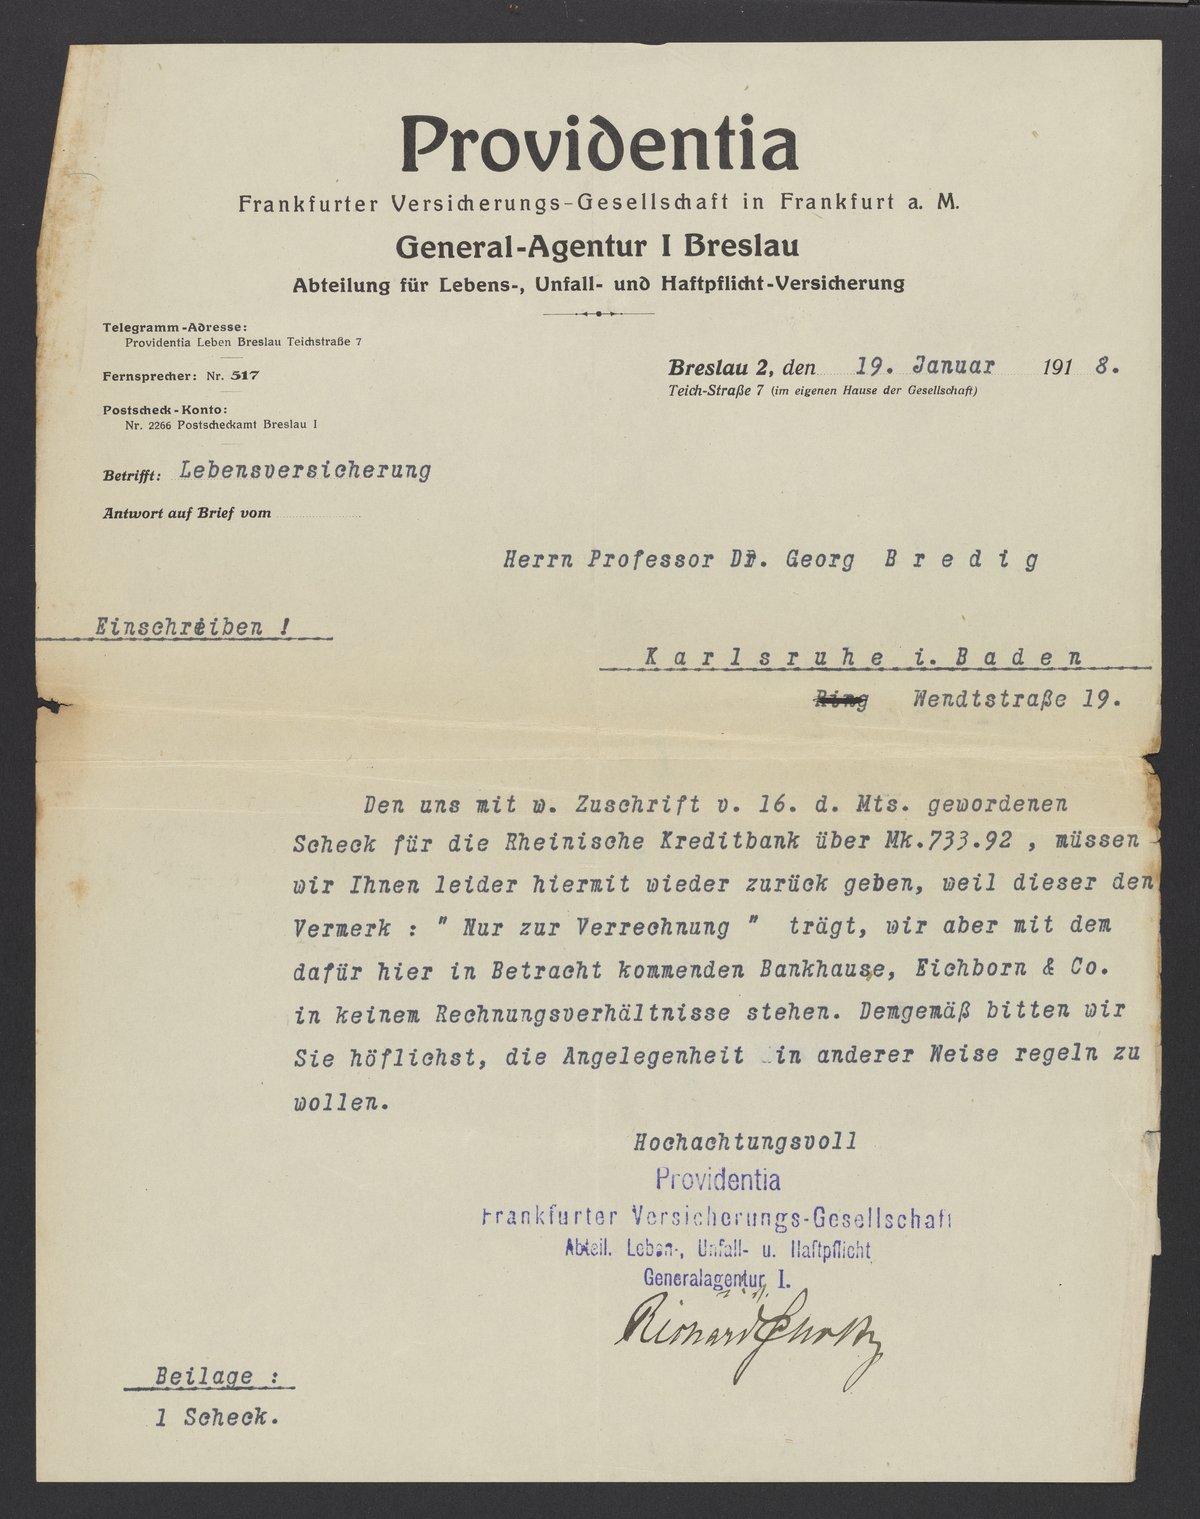 Providentia
Frankfurter Versicherungs-Gesellschaft in Frankfurt a. M.
General-Agentur I Breslau
Abteilung für Lebens-, Unfall- und Haftpflicht-Versicherung
Telegramm-Adresse:
Providentia Leben Breslau Teichstraße 7
Fernsprecher: Nr. 517
Postscheck-Konto:
Nr. 2266 Postscheckamt Breslau I
Breslau 2, den 19. Januar 1918.
Teich-Straße 7 (im eigenen Hause der Gesellschaft)
Betrifft: Lebensversicherung
Antwort auf Brief vom
Herrn Professor Dr. Georg B r e d i g
Einschreiben !
K a r l s r u h e i. B a d e n
Ring Wendtstraße 19.
Den uns mit w. Zuschrift v. 16. d. Mts. gewordenen
Scheck für die Rheinische Kreditbank über Mk.733.92 , müssen
wir Ihnen leider hiermit wieder zurück geben, weil dieser den
Vermerk : " Nur zur Verrechnung " trägt, wir aber mit dem
dafür hier in Betracht kommenden Bankhause, Eichborn & Co.
in keinem Rechnungsverhältnisse stehen. Demgemäß bitten wir
Sie höflichst, die Angelegenheit in anderer Weise regeln zu
wollen.
Hochachtungsvoll
Providentia
Frankfurter Versicherungs-Gesellschaft
Abteil. Leben-, Unfall- u. Haftpflicht
Generalagentur I.
Richard
Beilage :
1 Scheck.